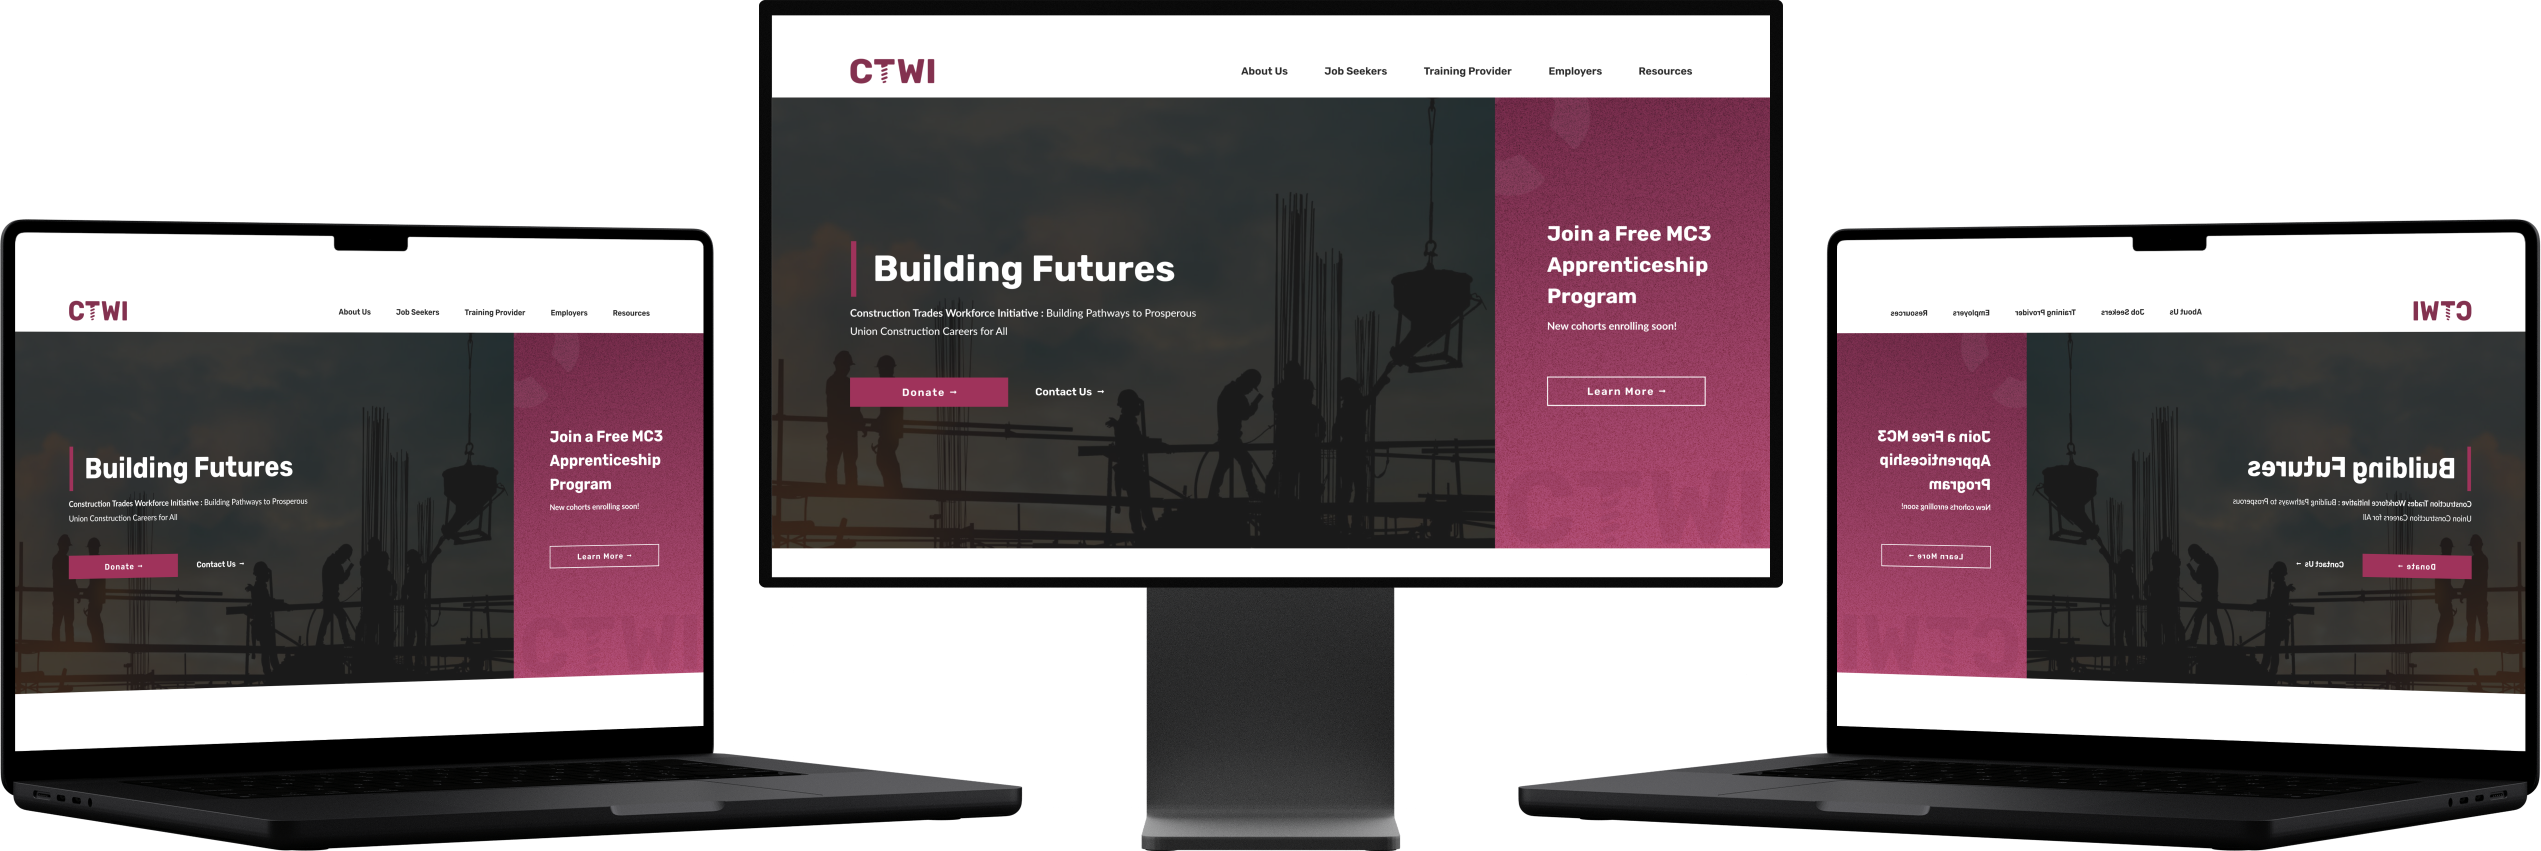 CTWI
About Us Job Seekers Training Provider Employers Resources
Building Futures
Construction Trades Workforce Initiative : Building Pathways to Prosperous
Union Construction Careers for All
Donate →
Contact Us →
Join a Free MC3
Apprenticeship
Program
New cohorts enrolling soon!
Learn More →
CTWI
About Us Job Seekers Training Provider Employers Resources
Building Futures
Construction Trades Workforce Initiative : Building Pathways to Prosperous
Union Construction Careers for All
Donate →
Contact Us →
Join a Free MC3
Apprenticeship
Program
New cohorts enrolling soon!
Learn More →
CTWI
CTWI
About Us Job Seekers Training Provider Employers Resources
Building Futures
Construction Trades Workforce Initiative : Building Pathways to Prosperous
Union Construction Careers for All
Donate →
Contact Us →
Join a Free MC3
Apprenticeship
Program
New cohorts enrolling soon!
Learn More →
CTWI